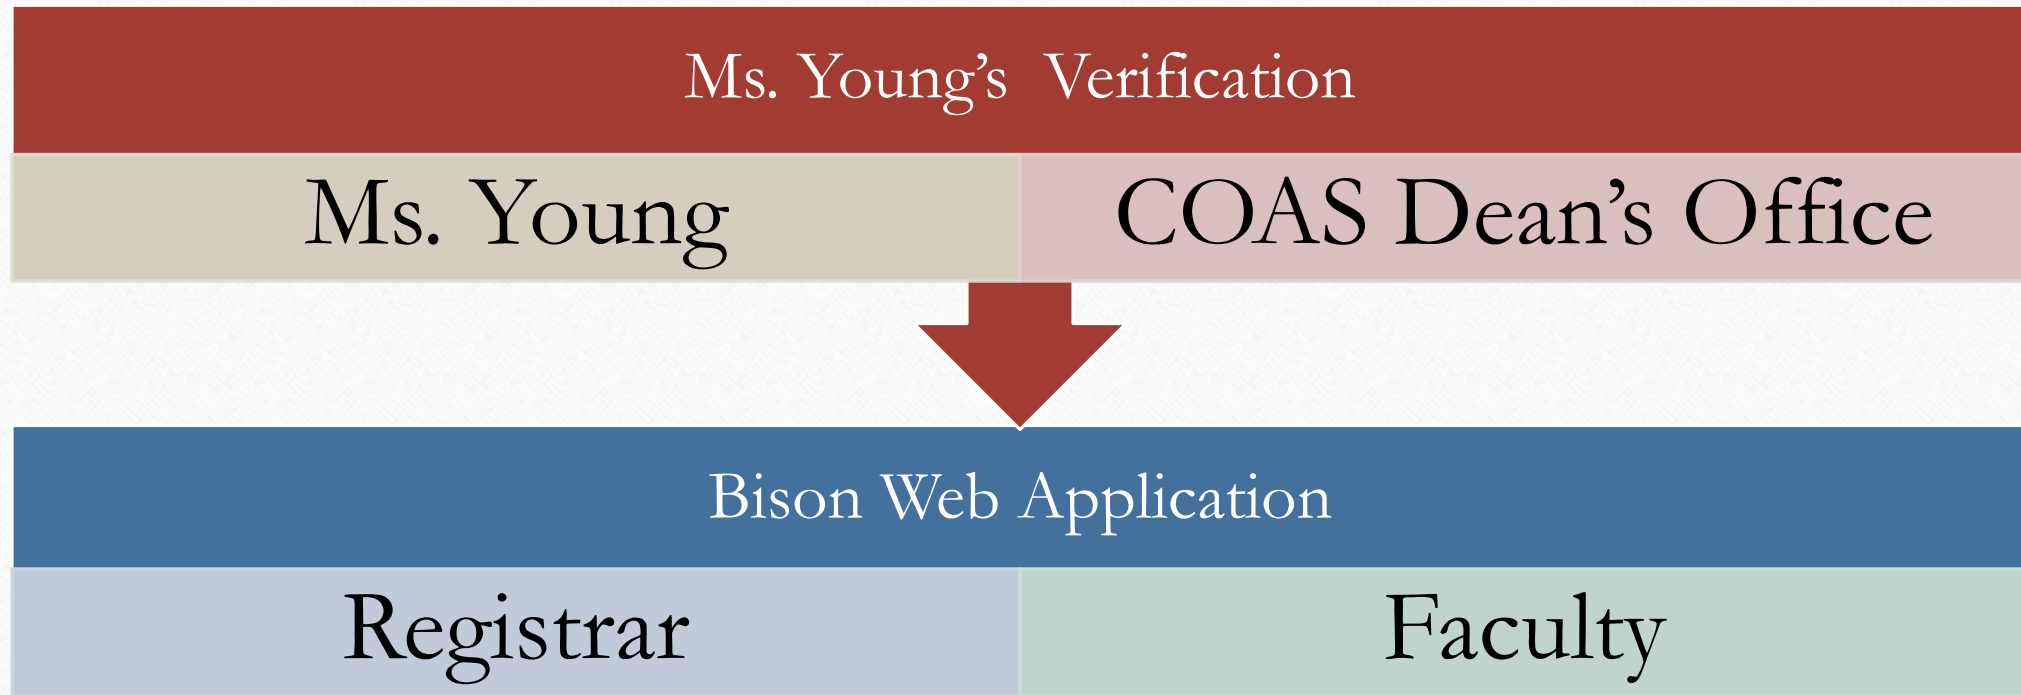 Ms. Young’s  Verification
Ms. Young
COAS Dean’s Office
Bison Web Application
Registrar
Faculty